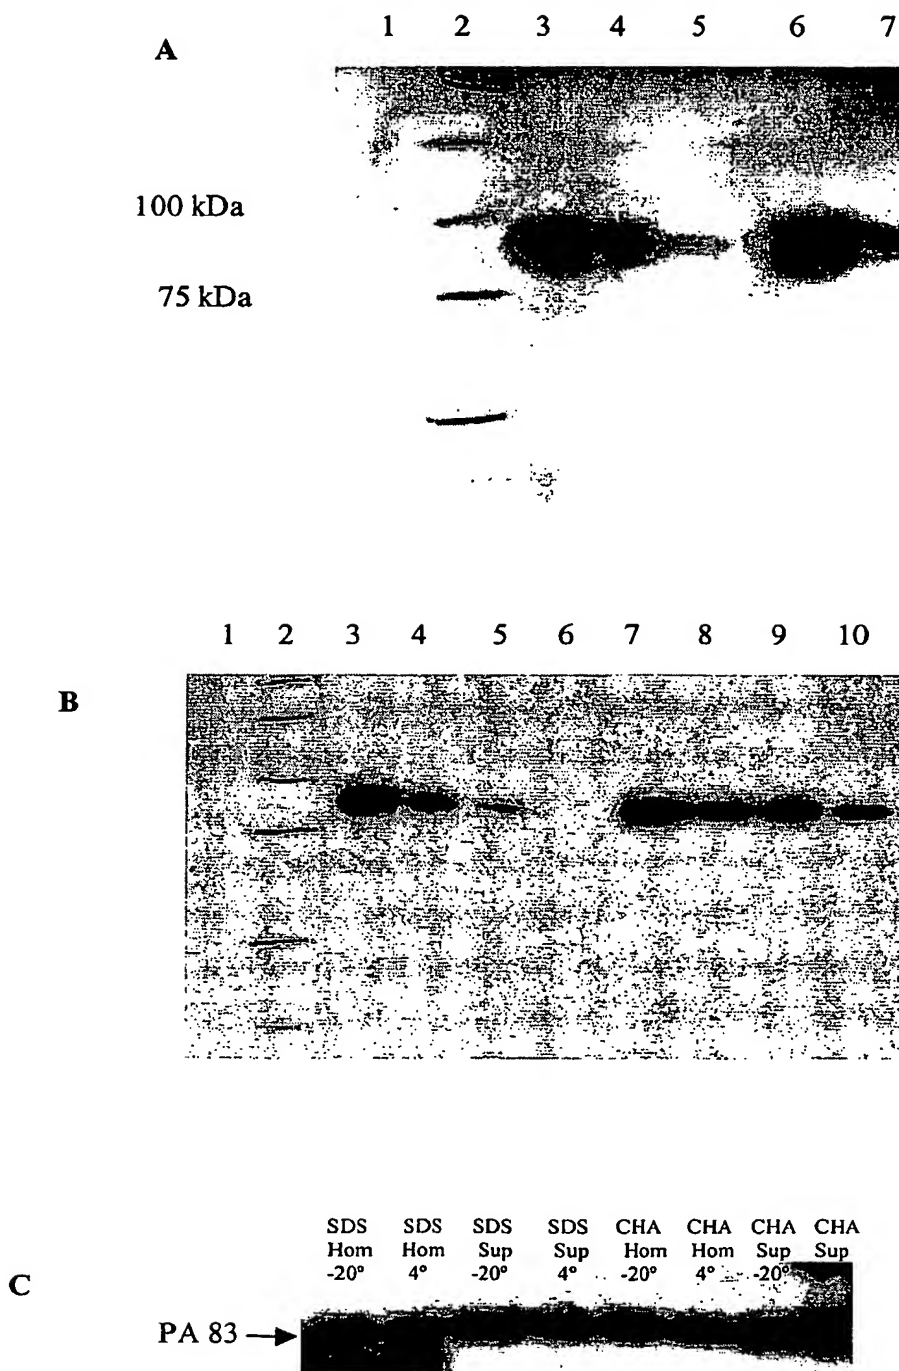 A 1 2 3 4 5 6 7
100 kDa
75 kDa
1 2 3 4 5 6 7 8 9 10
B
SDS SDS SDS SDS CHA CHA CHA CHA
Hom Hom Sup Sup Hom Hom Sup Sup
-20° 4° -20° 4° -20° 4° -20°
C
PA 83